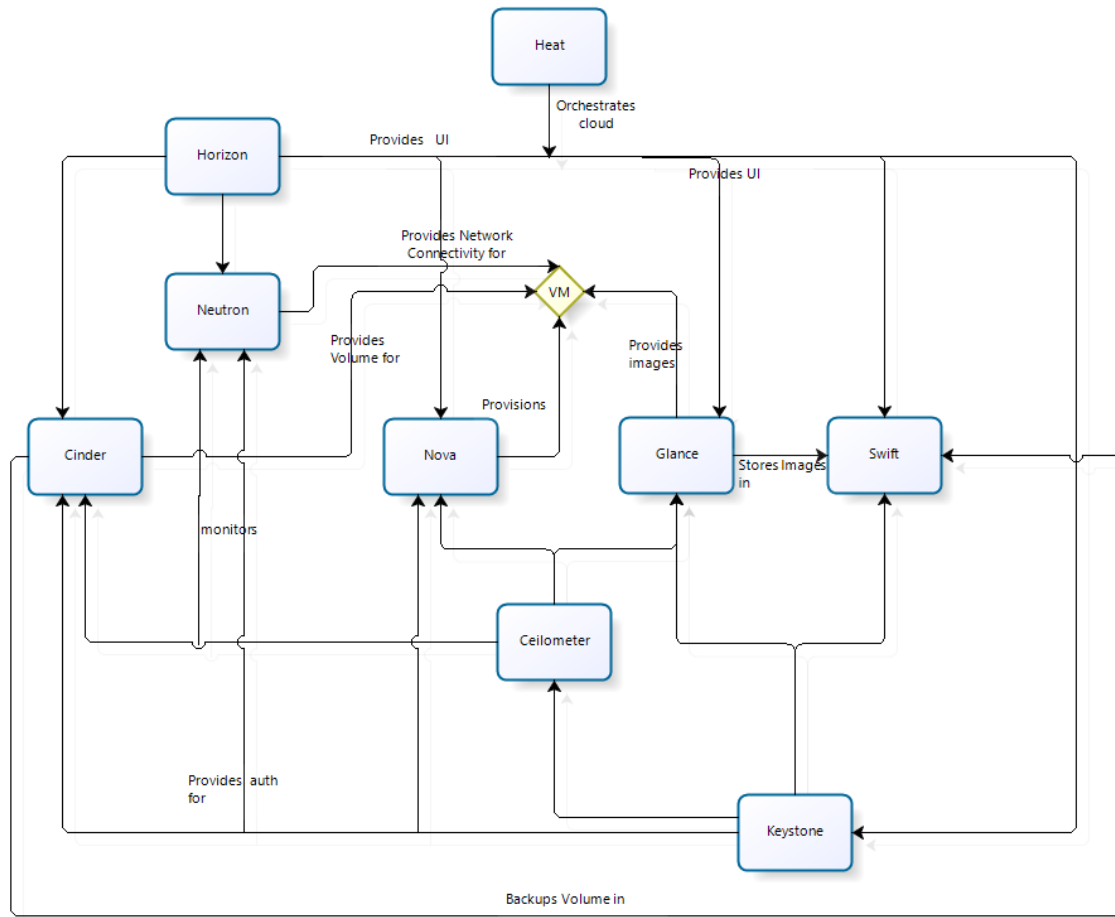 Heat
Orchestrates
cloud
Provides UI
Horizon
Provides UI
Provides Network
Connectivity for
VM
Neutron
Provides
Volume for
Provides
images
Provisions
Cinder
Nova
Glance
Stores Images
in
Swift
monitors
Ceilometer
Provides auth
for
Keystone
Backups Volume in